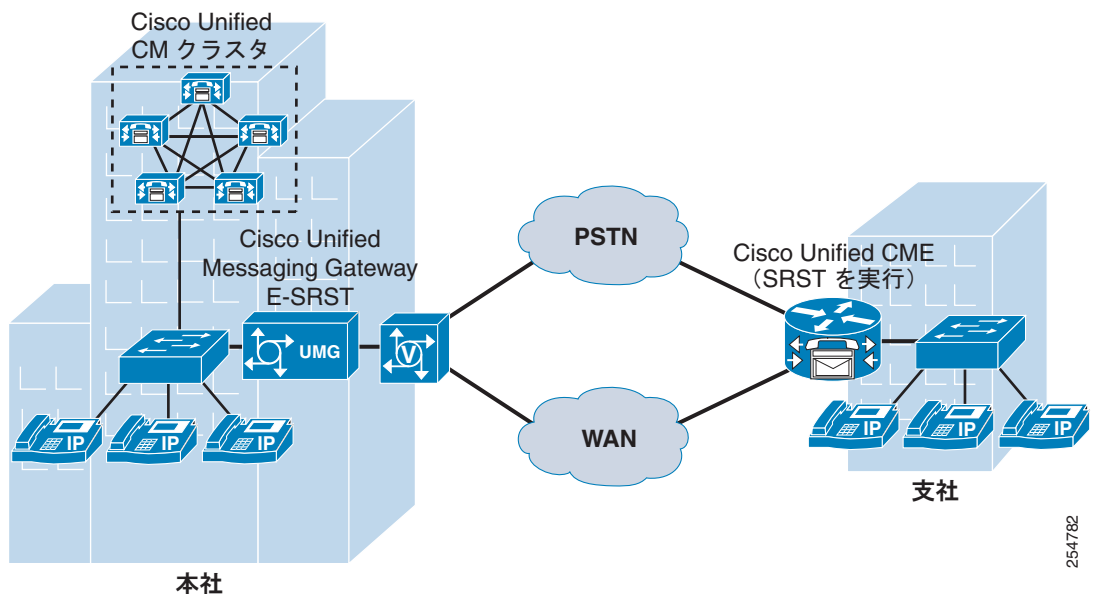 Cisco Unified
CM クラスタ
Cisco Unified
Messaging Gateway
E-SRST
UMG
V
IP
IP
IP
本社
PSTN
WAN
Cisco Unified CME
（SRST を実行）
IP
IP
IP
支社
254782